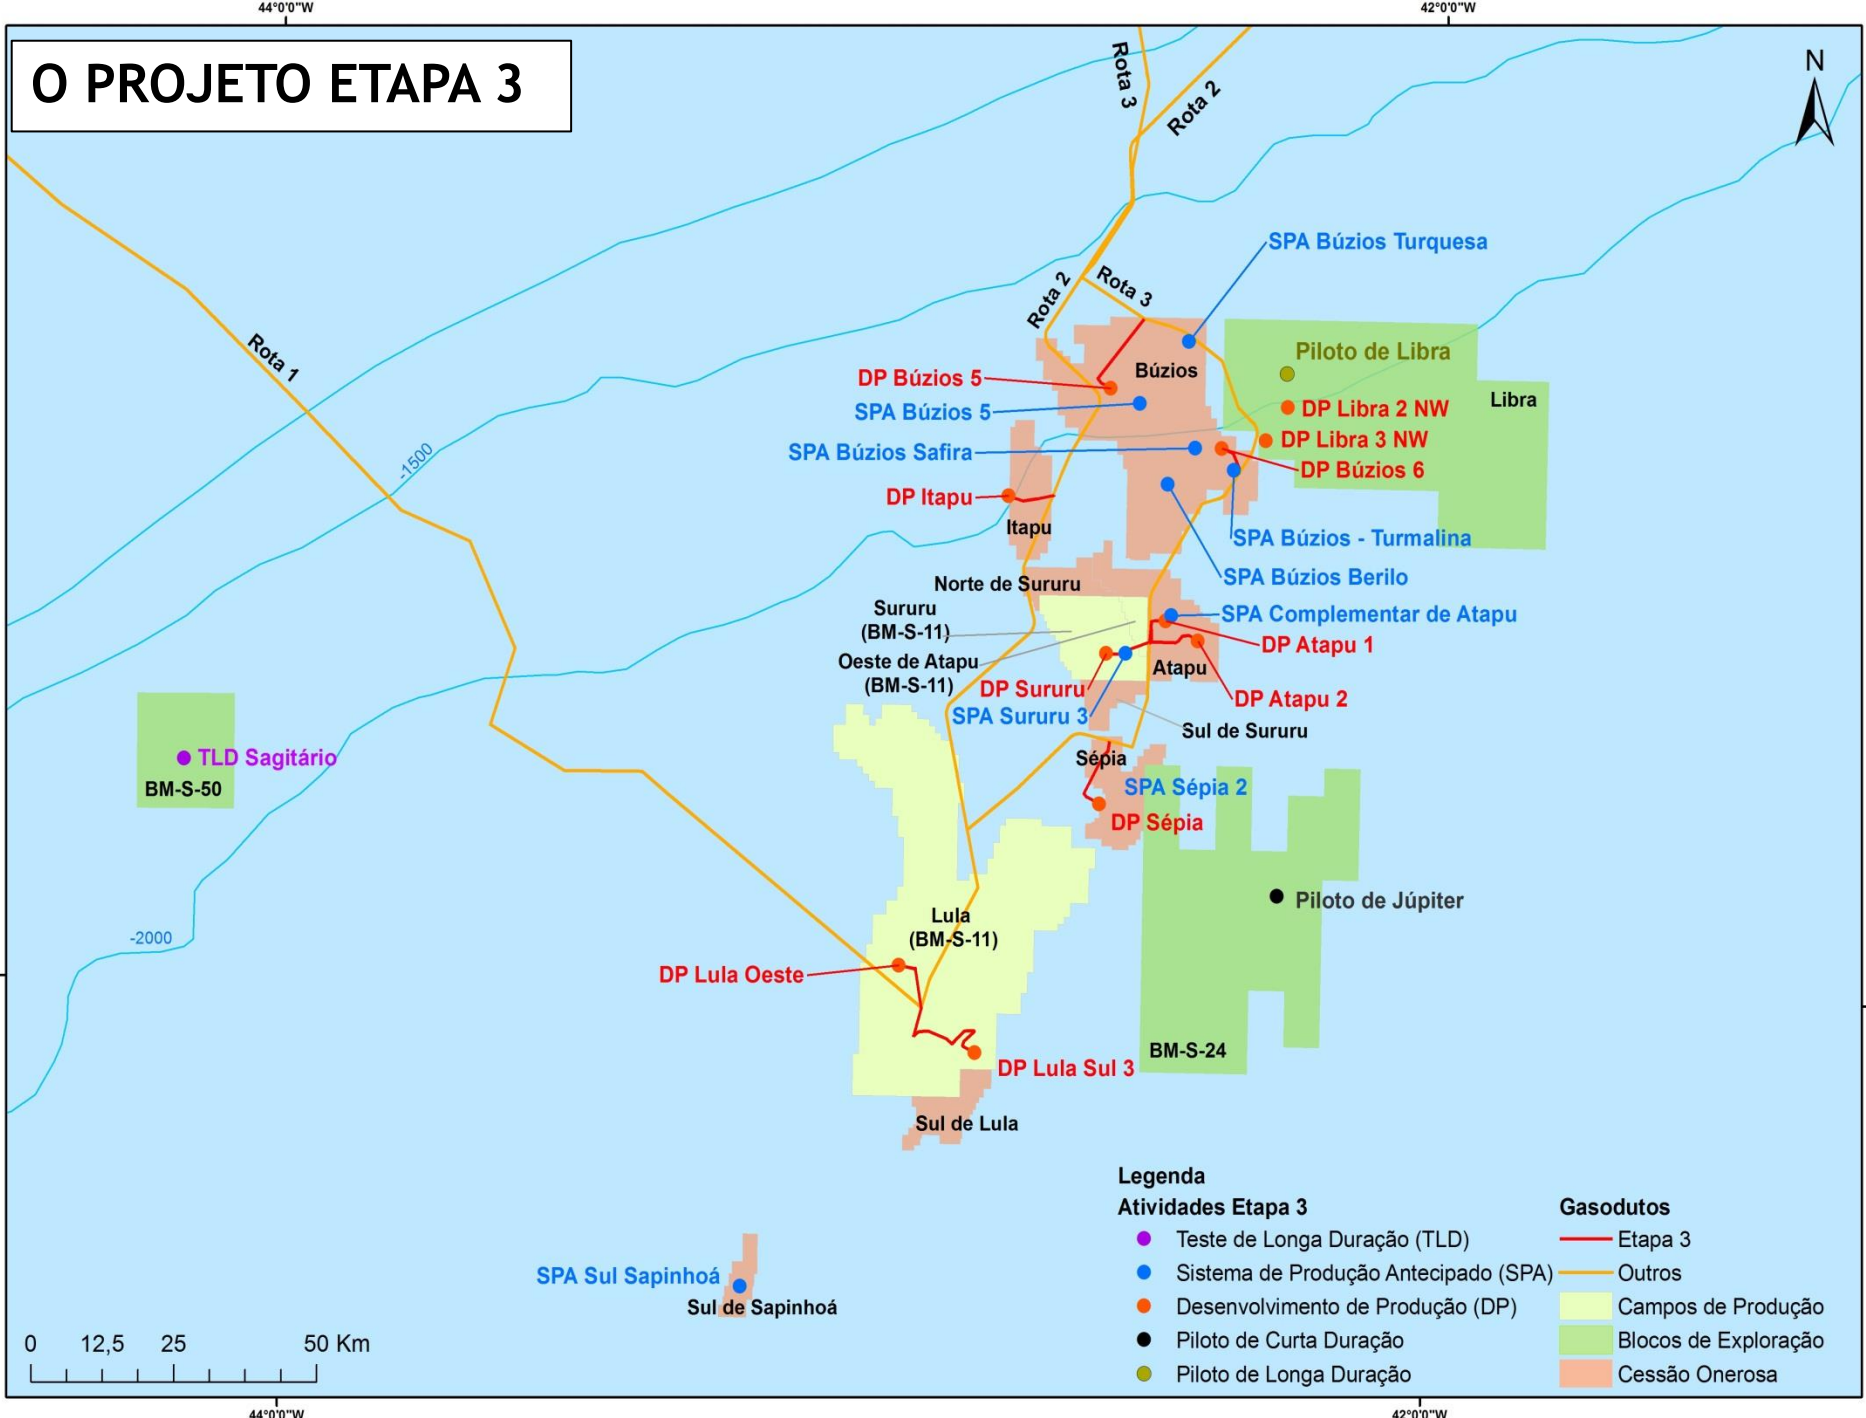 44°0'0"W
42°0'0"W
O PROJETO ETAPA 3
N
Rota 3
Rota 2
SPA Búzios Turquesa
Rota 3
Rota 2
Rota 1
Piloto de Libra
Búzios
DP Búzios 5
Libra
DP Libra 2 NW
SPA Búzios 5
DP Libra 3 NW
SPA Búzios Safira
-1500
DP Búzios 6
DP Itapu
Itapu
SPA Búzios - Turmalina
SPA Búzios Berilo
Norte de Sururu
Sururu
(BM-S-11)
SPA Complementar de Atapu
DP Atapu 1
Oeste de Atapu
(BM-S-11)
Atapu
DP Sururu
DP Atapu 2
SPA Sururu 3
Sul de Sururu
TLD Sagitário
BM-S-50
Sépia
SPA Sépia 2
DP Sépia
Piloto de Júpiter
Lula
(BM-S-11)
-2000
DP Lula Oeste
BM-S-24
DP Lula Sul 3
Sul de Lula
SPA Sul Sapinhoá
Sul de Sapinhoá
Legenda
Atividades Etapa 3
Teste de Longa Duração (TLD)
Sistema de Produção Antecipado (SPA)
Desenvolvimento de Produção (DP)
Piloto de Curta Duração
Piloto de Longa Duração
Gasodutos
Etapa 3
Outros
Campos de Produção
Blocos de Exploração
Cessão Onerosa
0 12,5 25 50 Km
44°0'0"W
42°0'0"W